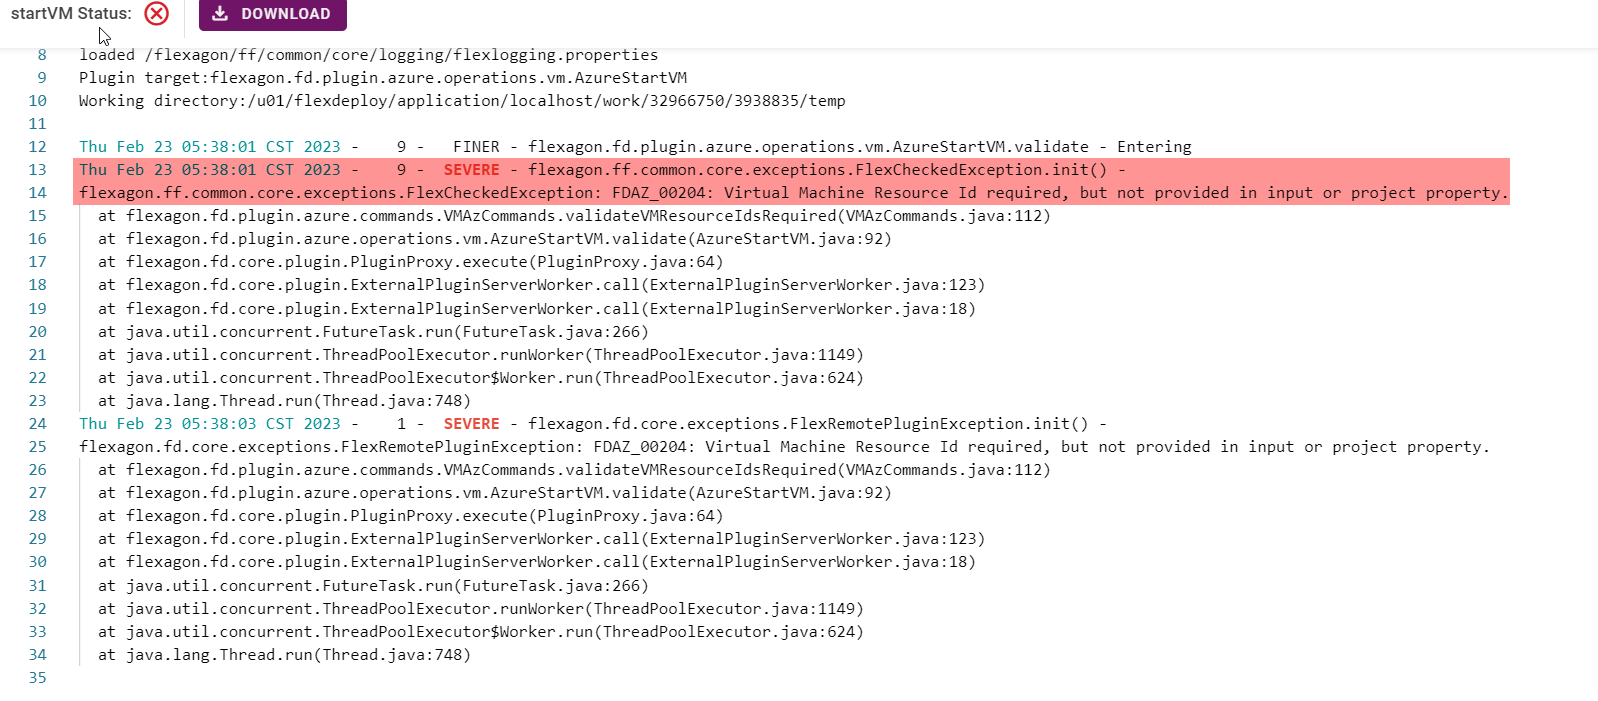 startVM Status: DOWNLOAD
8 loaded /flexagon/ff/common/core/logging/flexlogging.properties
9 Plugin target:flexagon.fd.plugin.azure.operations.vm.AzureStartVM
10 Working directory:/u01/flexdeploy/application/localhost/work/32966750/3938835/temp
11
12 Thu Feb 23 05:38:01 CST 2023 - 9 - FINER - flexagon.fd.plugin.azure.operations.vm.AzureStartVM.validate - Entering
13 Thu Feb 23 05:38:01 CST 2023 - 9 - SEVERE - flexagon.ff.common.core.exceptions.FlexCheckedException.init() -
14 flexagon.ff.common.core.exceptions.FlexCheckedException: FDAZ_00204: Virtual Machine Resource Id required, but not provided in input or project property.
15 at flexagon.fd.plugin.azure.commands.VMAzCommands.validateVMResourceIdsRequired(VMAzCommands.java:112)
16 at flexagon.fd.plugin.azure.operations.vm.AzureStartVM.validate(AzureStartVM.java:92)
17 at flexagon.fd.core.plugin.PluginProxy.execute(PluginProxy.java:64)
18 at flexagon.fd.core.plugin.ExternalPluginServerWorker.call(ExternalPluginServerWorker.java:123)
19 at flexagon.fd.core.plugin.ExternalPluginServerWorker.call(ExternalPluginServerWorker.java:18)
20 at java.util.concurrent.FutureTask.run(FutureTask.java:266)
21 at java.util.concurrent.ThreadPoolExecutor.runWorker(ThreadPoolExecutor.java:1149)
22 at java.util.concurrent.ThreadPoolExecutor$Worker.run(ThreadPoolExecutor.java:624)
23 at java.lang.Thread.run(Thread.java:748)
24 Thu Feb 23 05:38:03 CST 2023 - 1 - SEVERE - flexagon.fd.core.exceptions.FlexRemotePluginException.init() -
25 flexagon.fd.core.exceptions.FlexRemotePluginException: FDAZ_00204: Virtual Machine Resource Id required, but not provided in input or project property.
26 at flexagon.fd.plugin.azure.commands.VMAzCommands.validateVMResourceIdsRequired(VMAzCommands.java:112)
27 at flexagon.fd.plugin.azure.operations.vm.AzureStartVM.validate(AzureStartVM.java:92)
28 at flexagon.fd.core.plugin.PluginProxy.execute(PluginProxy.java:64)
29 at flexagon.fd.core.plugin.ExternalPluginServerWorker.call(ExternalPluginServerWorker.java:123)
30 at flexagon.fd.core.plugin.ExternalPluginServerWorker.call(ExternalPluginServerWorker.java:18)
31 at java.util.concurrent.FutureTask.run(FutureTask.java:266)
32 at java.util.concurrent.ThreadPoolExecutor.runWorker(ThreadPoolExecutor.java:1149)
33 at java.util.concurrent.ThreadPoolExecutor$Worker.run(ThreadPoolExecutor.java:624)
34 at java.lang.Thread.run(Thread.java:748)
35